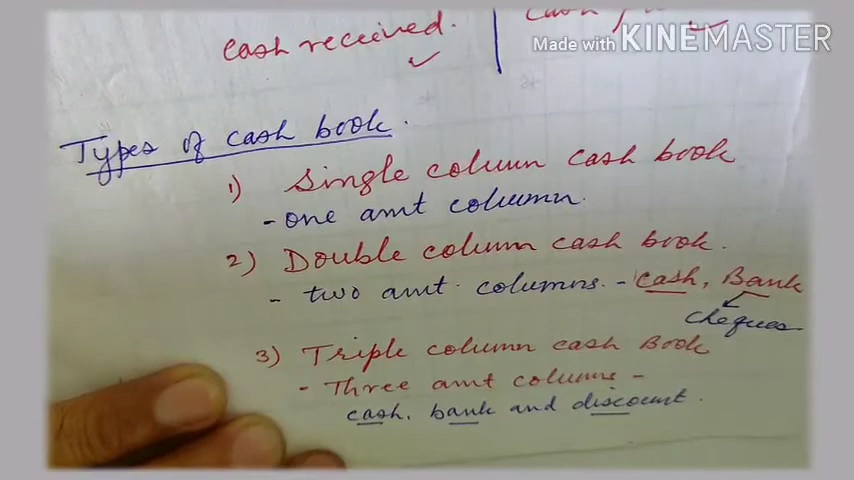 cash received.
cash
Made with KINEMASTER
Types of cash book.
1) Single column cash book
- one amt column.
2) Double column cash book.
- two amt. columns. - cash, Bank
cheques
3) Triple column cash Book
- Three amt columns -
cash, bank and discount.